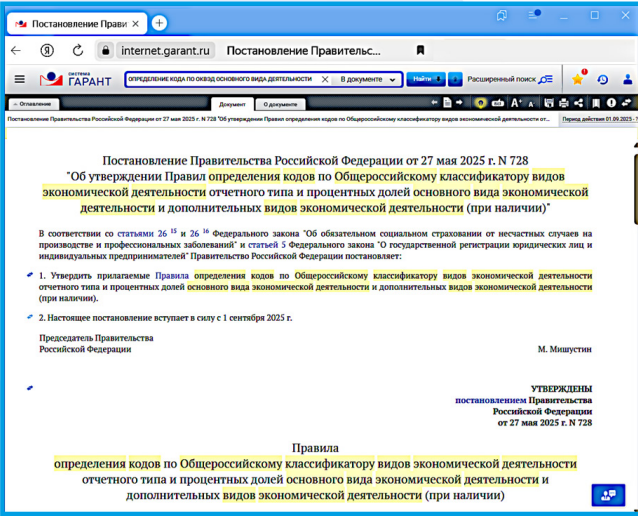 Постановление Прави
internet.garant.ru Постановление Правительс...
система ГАРАНТ
ОПРЕДЕЛЕНИЕ КОДА ПО ОКВЭД ОСНОВНОГО ВИДА ДЕЯТЕЛЬНОСТИ В документе Найти Расширенный поиск
Оглавление Документ О документе
Постановление Правительства Российской Федерации от 27 мая 2025 г. N 728 "Об утверждении Правил определения кодов по Общероссийскому классификатору видов экономической деятельности от... Период действия 01.09.2025 -
Постановление Правительства Российской Федерации от 27 мая 2025 г. N 728
"Об утверждении Правил определения кодов по Общероссийскому классификатору видов
экономической деятельности отчетного типа и процентных долей основного вида экономической
деятельности и дополнительных видов экономической деятельности (при наличии)"
В соответствии со статьями 26 15 и 26 16 Федерального закона "Об обязательном социальном страховании от несчастных случаев на
производстве и профессиональных заболеваний" и статьей 5 Федерального закона "О государственной регистрации юридических лиц и
индивидуальных предпринимателей" Правительство Российской Федерации постановляет:
1. Утвердить прилагаемые Правила определения кодов по Общероссийскому классификатору видов экономической деятельности
отчетного типа и процентных долей основного вида экономической деятельности и дополнительных видов экономической деятельности
(при наличии).
2. Настоящее постановление вступает в силу с 1 сентября 2025 г.
Председатель Правительства
Российской Федерации М. Мишустин
УТВЕРЖДЕНЫ
постановлением Правительства
Российской Федерации
от 27 мая 2025 г. N 728
Правила
определения кодов по Общероссийскому классификатору видов экономической деятельности
отчетного типа и процентных долей основного вида экономической деятельности и
дополнительных видов экономической деятельности (при наличии)